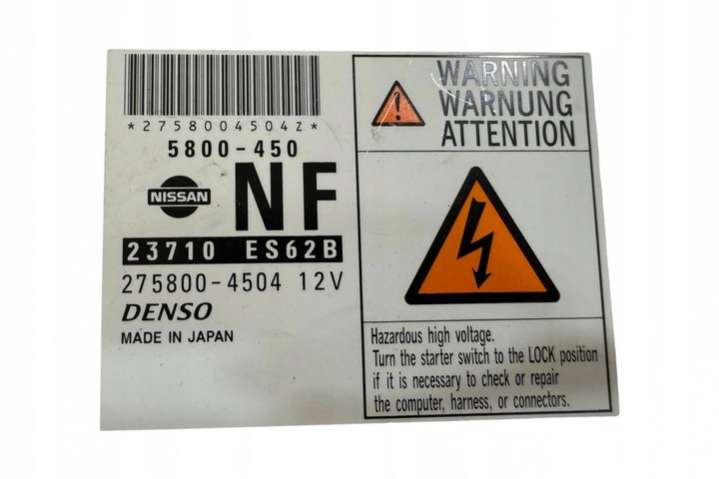 *2758004504Z*
5800-450
NISSAN
NF
23710 ES62B
275800-4504 12V
DENSO
MADE IN JAPAN
WARNING
WARNUNG
ATTENTION
Hazardous high voltage.
Turn the starter switch to the LOCK position
if it is necessary to check or repair
the computer, harness, or connectors.